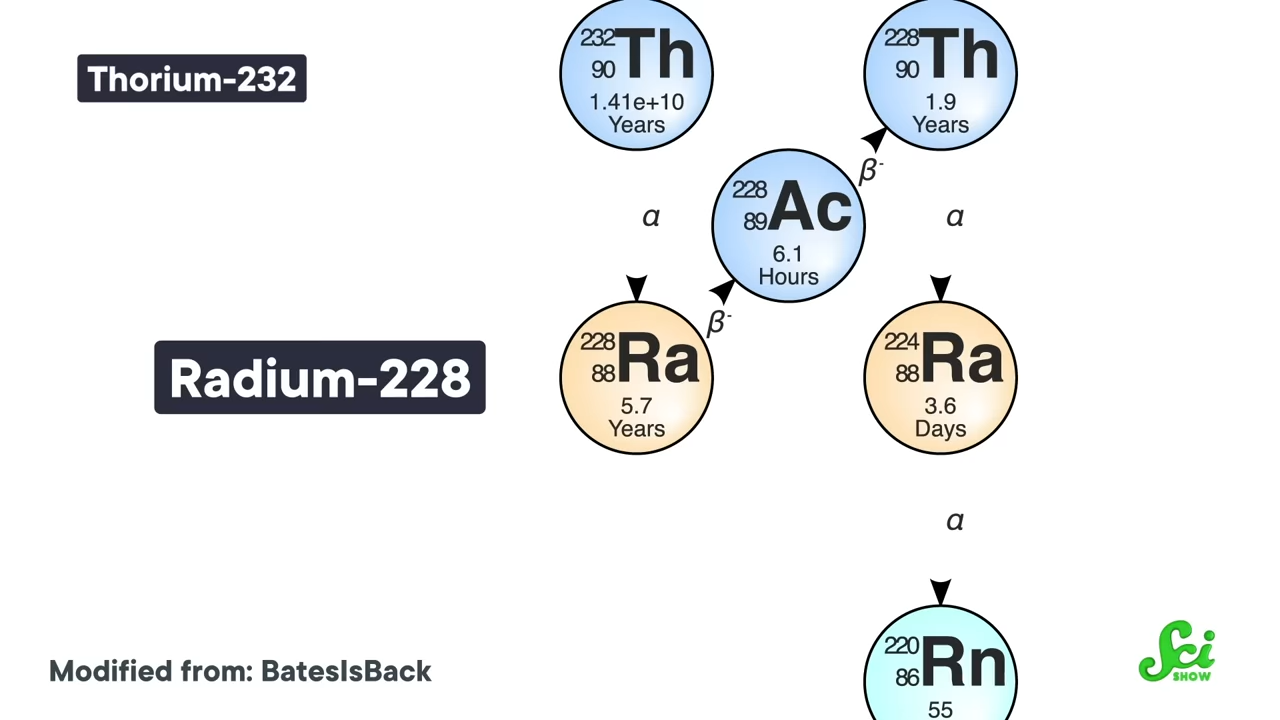 Thorium-232
232
90
Th
1.41e+10
Years
228
90
Th
1.9
Years
β-
228
89
Ac
6.1
Hours
α
α
β-
Radium-228
228
88
Ra
5.7
Years
224
88
Ra
3.6
Days
α
220
86
Rn
55
Modified from: BatesIsBack
Sci
SHOW